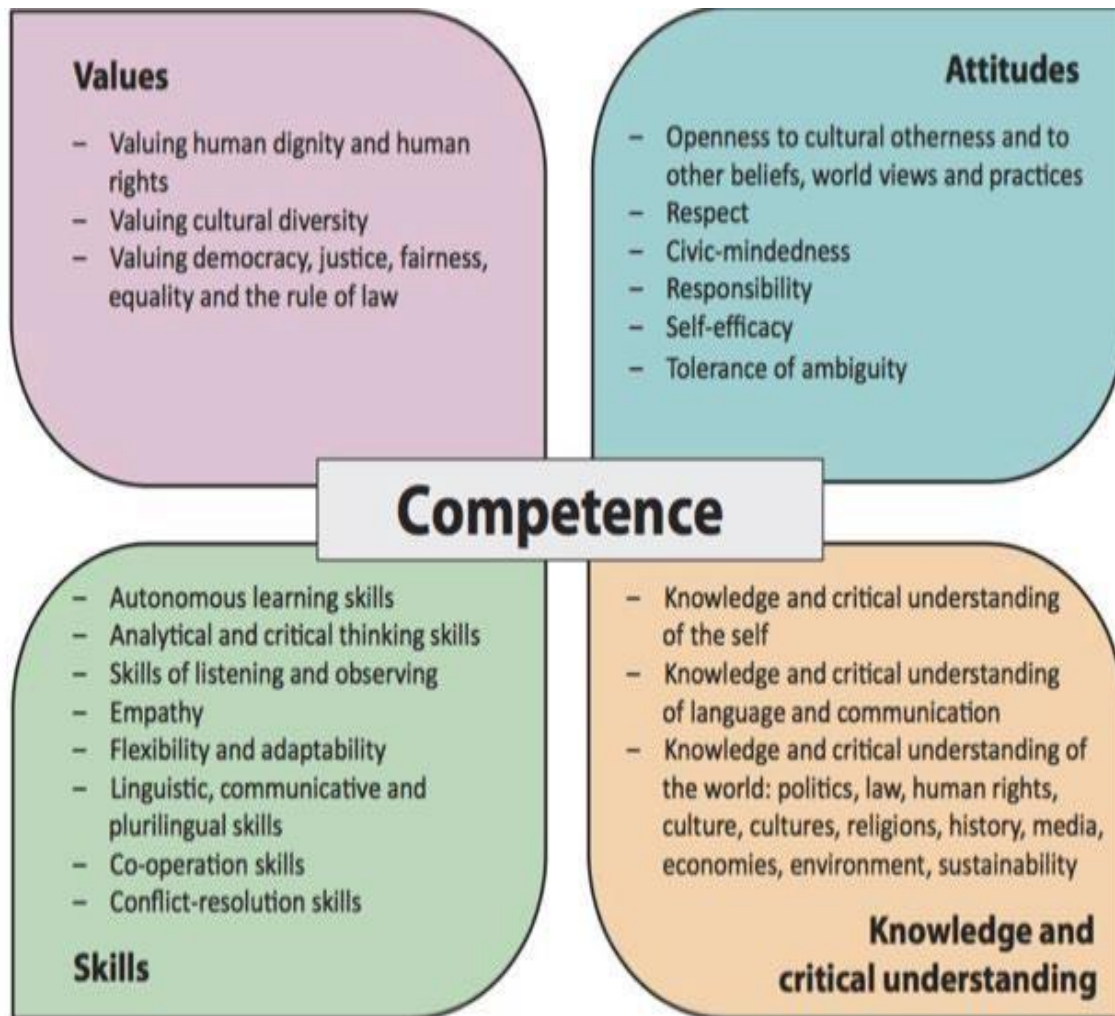 Values
– Valuing human dignity and human
rights
– Valuing cultural diversity
– Valuing democracy, justice, fairness,
equality and the rule of law
Attitudes
– Openness to cultural otherness and to
other beliefs, world views and practices
– Respect
– Civic-mindedness
– Responsibility
– Self-efficacy
– Tolerance of ambiguity
Competence
– Autonomous learning skills
– Analytical and critical thinking skills
– Skills of listening and observing
– Empathy
– Flexibility and adaptability
– Linguistic, communicative and
plurilingual skills
– Co-operation skills
– Conflict-resolution skills
Skills
– Knowledge and critical understanding
of the self
– Knowledge and critical understanding
of language and communication
– Knowledge and critical understanding of
the world: politics, law, human rights,
culture, cultures, religions, history, media,
economies, environment, sustainability
Knowledge and
critical understanding